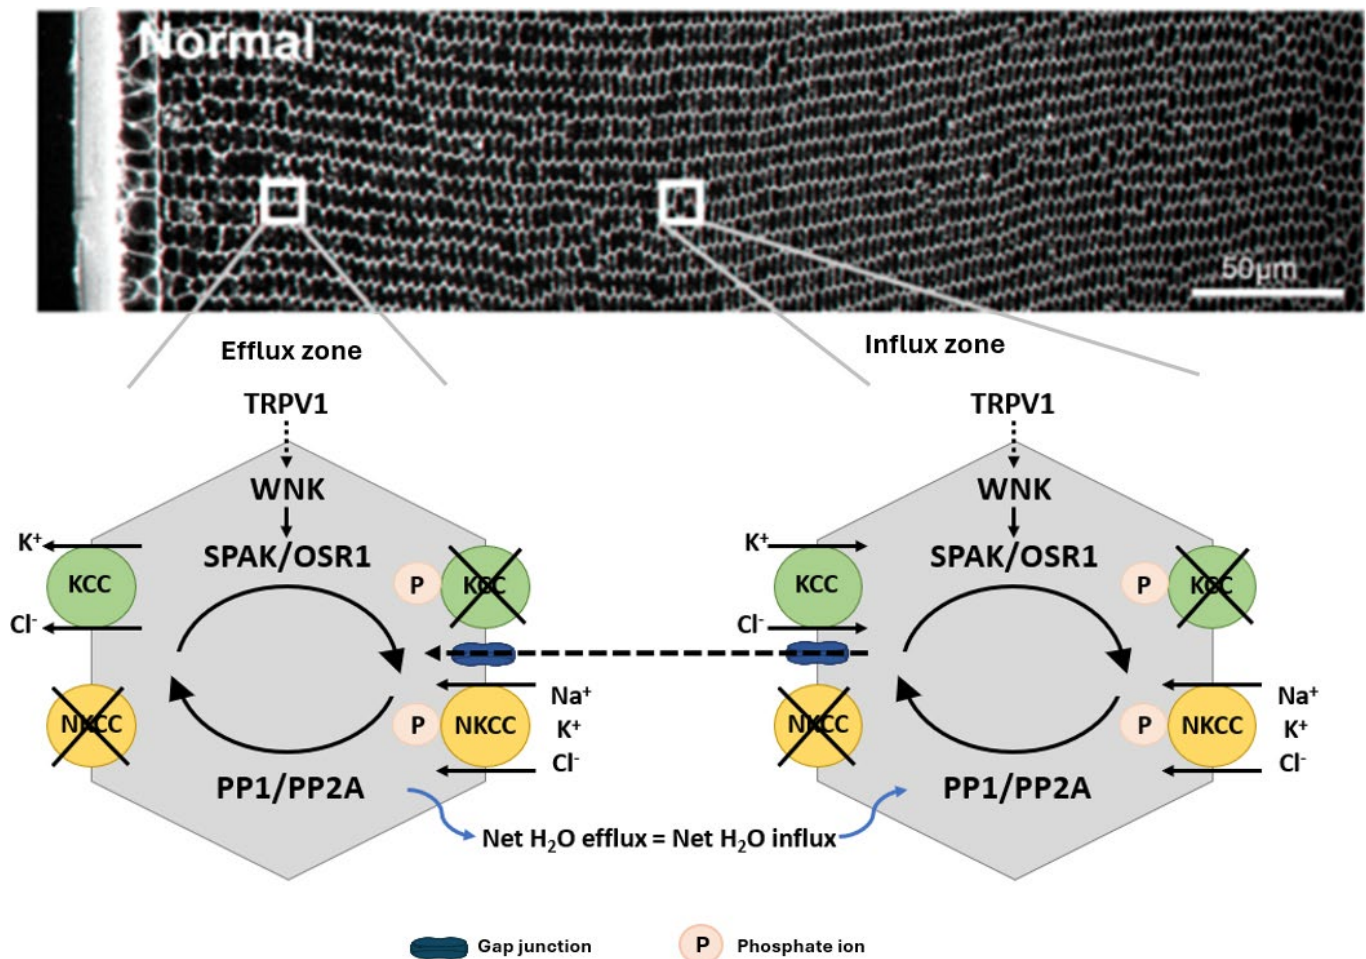 Normal
50µm
Efflux zone
Influx zone
TRPV1
TRPV1
WNK
WNK
SPAK/OSR1
SPAK/OSR1
K⁺
KCC
Cl⁻
P
KCC
K⁺
KCC
Cl⁻
P
KCC
NKCC
P
NKCC
Na⁺
K⁺
Cl⁻
NKCC
P
NKCC
Na⁺
K⁺
Cl⁻
PP1/PP2A
PP1/PP2A
Net H₂O efflux = Net H₂O influx
Gap junction
P
Phosphate ion